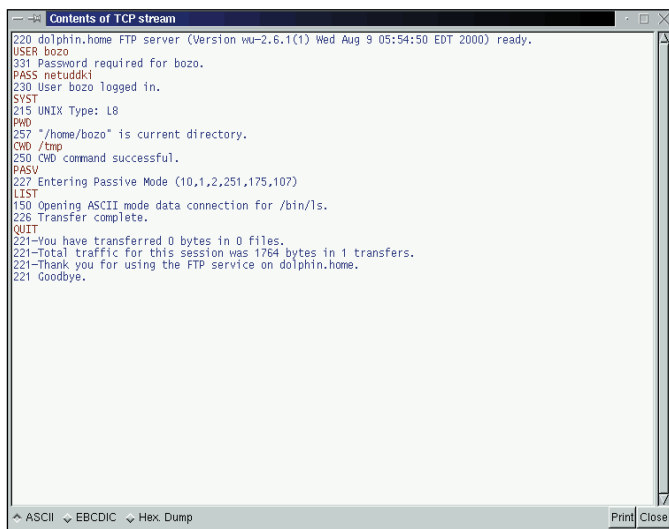 Contents of TCP stream
220 dolphin.home FTP server (Version wu-2.6.1(1) Wed Aug 9 05:54:50 EDT 2000) ready.
USER bozo
331 Password required for bozo.
PASS netuddki
230 User bozo logged in.
SYST
215 UNIX Type: L8
PWD
257 "/home/bozo" is current directory.
CWD /tmp
250 CWD command successful.
PASV
227 Entering Passive Mode (10,1,2,251,175,107)
LIST
150 Opening ASCII mode data connection for /bin/ls.
226 Transfer complete.
QUIT
221-You have transferred 0 bytes in 0 files.
221-Total traffic for this session was 1764 bytes in 1 transfers.
221-Thank you for using the FTP service on dolphin.home.
221 Goodbye.
ASCII EBCDIC Hex. Dump Print Close